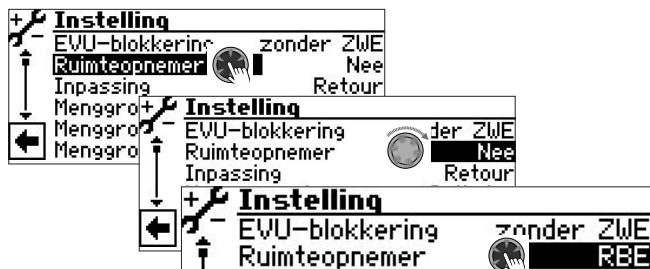 Instelling
EVU-blokkering zonder ZWE
Ruimteopnemer Nee
Inpassing Retour
Menggro
Menggro
Menggro
Instelling
EVU-blokkering der ZWE
Ruimteopnemer Nee
Inpassing Retour
Instelling
EVU-blokkering zonder ZWE
Ruimteopnemer RBE